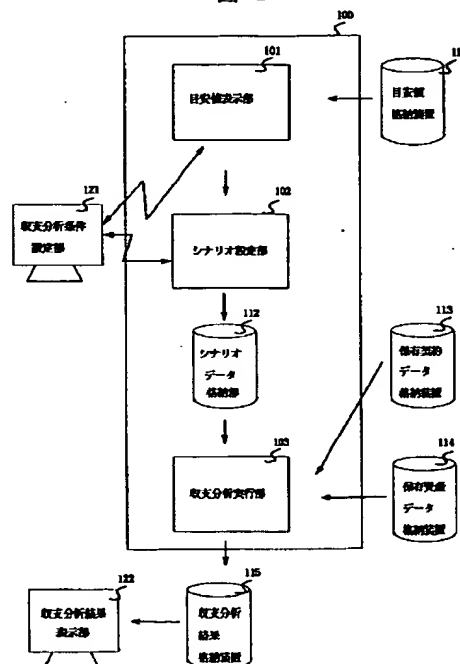 100
101
目安値表示部
11
目安値
格納装置
121
収支分析条件
設定部
102
シナリオ設定部
112
シナリオ
データ
格納部
113
保有契約
データ
格納装置
103
収支分析実行部
114
保有資産
データ
格納装置
122
収支分析結果
表示部
115
収支分析
結果
格納装置